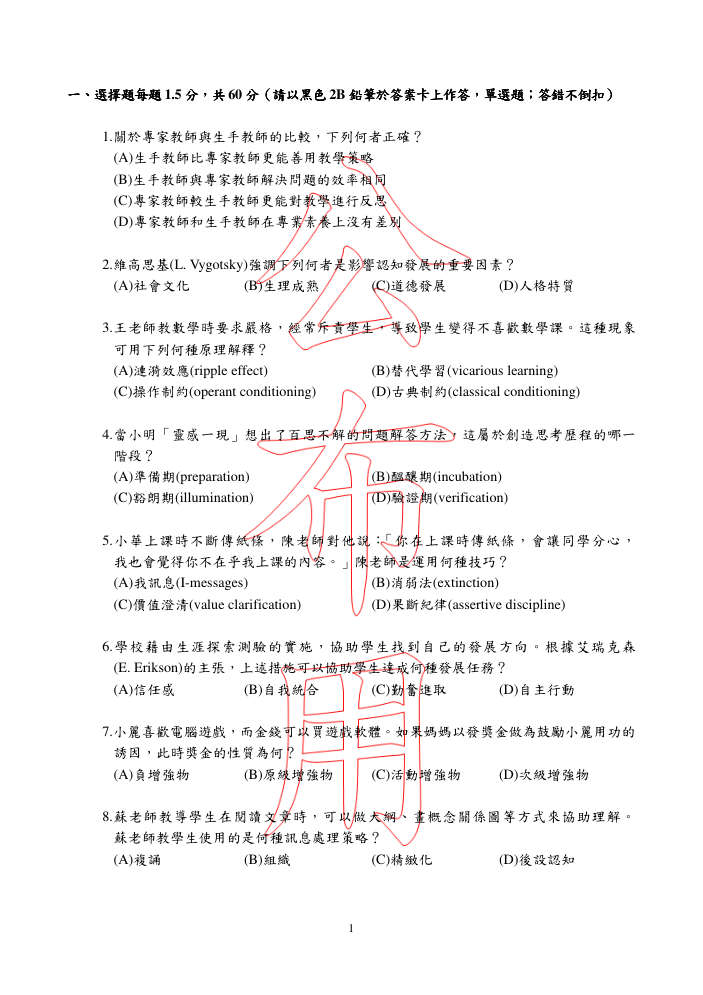 一、選擇題每題 1.5 分，共 60 分（請以黑色 2B 鉛筆於答案卡上作答，單選題；答錯不倒扣）
1.關於專家教師與生手教師的比較，下列何者正確？
(A)生手教師比專家教師更能善用教學策略
(B)生手教師與專家教師解決問題的效率相同
(C)專家教師較生手教師更能對教學進行反思
(D)專家教師和生手教師在專業素養上沒有差別
2.維高思基(L. Vygotsky)強調下列何者是影響認知發展的重要因素？
(A)社會文化 (B)生理成熟 (C)道德發展 (D)人格特質
3.王老師教數學時要求嚴格，經常斥責學生，導致學生變得不喜歡數學課。這種現象
可用下列何種原理解釋？
(A)漣漪效應(ripple effect) (B)替代學習(vicarious learning)
(C)操作制約(operant conditioning) (D)古典制約(classical conditioning)
4.當小明「靈感一現」想出了百思不解的問題解答方法，這屬於創造思考歷程的哪一
階段？
(A)準備期(preparation) (B)醞釀期(incubation)
(C)豁朗期(illumination) (D)驗證期(verification)
5.小華上課時不斷傳紙條，陳老師對他說：「你在上課時傳紙條，會讓同學分心，
我也會覺得你不在乎我上課的內容。」陳老師是運用何種技巧？
(A)我訊息(I-messages) (B)消弱法(extinction)
(C)價值澄清(value clarification) (D)果斷紀律(assertive discipline)
6.學校藉由生涯探索測驗的實施，協助學生找到自己的發展方向。根據艾瑞克森
(E. Erikson)的主張，上述措施可以協助學生達成何種發展任務？
(A)信任感 (B)自我統合 (C)勤奮進取 (D)自主行動
7.小麗喜歡電腦遊戲，而金錢可以買遊戲軟體。如果媽媽以發獎金做為鼓勵小麗用功的
誘因，此時獎金的性質為何？
(A)負增強物 (B)原級增強物 (C)活動增強物 (D)次級增強物
8.蘇老師教導學生在閱讀文章時，可以做大綱、畫概念關係圖等方式來協助理解。
蘇老師教學生使用的是何種訊息處理策略？
(A)複誦 (B)組織 (C)精緻化 (D)後設認知
1
公布用